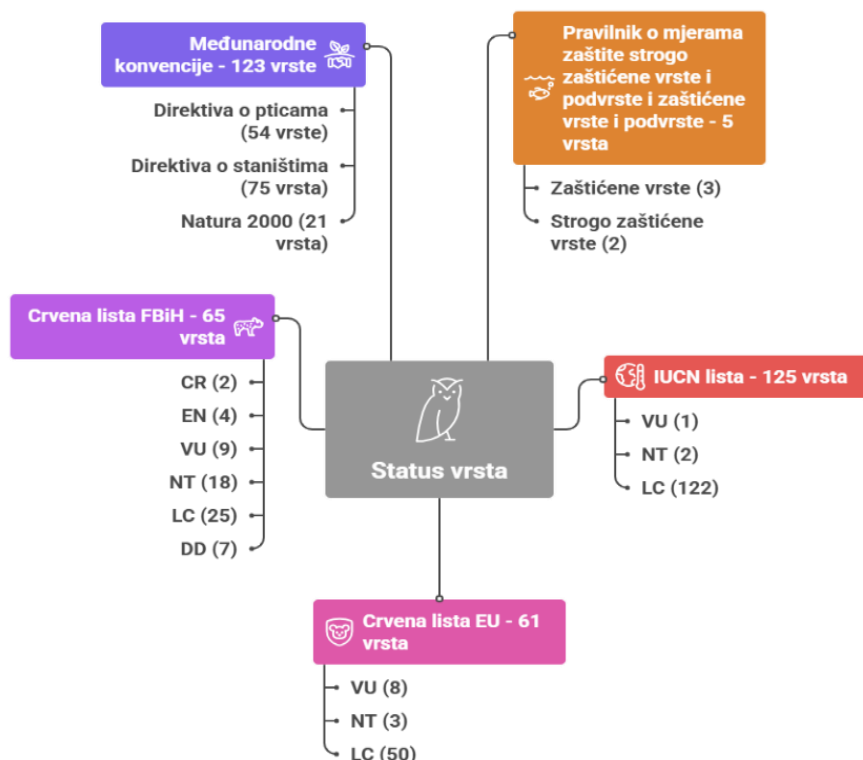 Međunarodne
konvencije - 123 vrste
Direktiva o pticama
(54 vrste)
Direktiva o staništima
(75 vrsta)
Natura 2000 (21
vrsta)
Pravilnik o mjerama
zaštite strogo
zaštićene vrste i
podvrste i zaštićene
vrste i podvrste - 5
vrsta
Zaštićene vrste (3)
Strogo zaštićene
vrste (2)
Crvena lista FBiH - 65
vrsta
CR (2)
EN (4)
VU (9)
NT (18)
LC (25)
DD (7)
Status vrsta
IUCN lista - 125 vrsta
VU (1)
NT (2)
LC (122)
Crvena lista EU - 61
vrsta
VU (8)
NT (3)
LC (50)